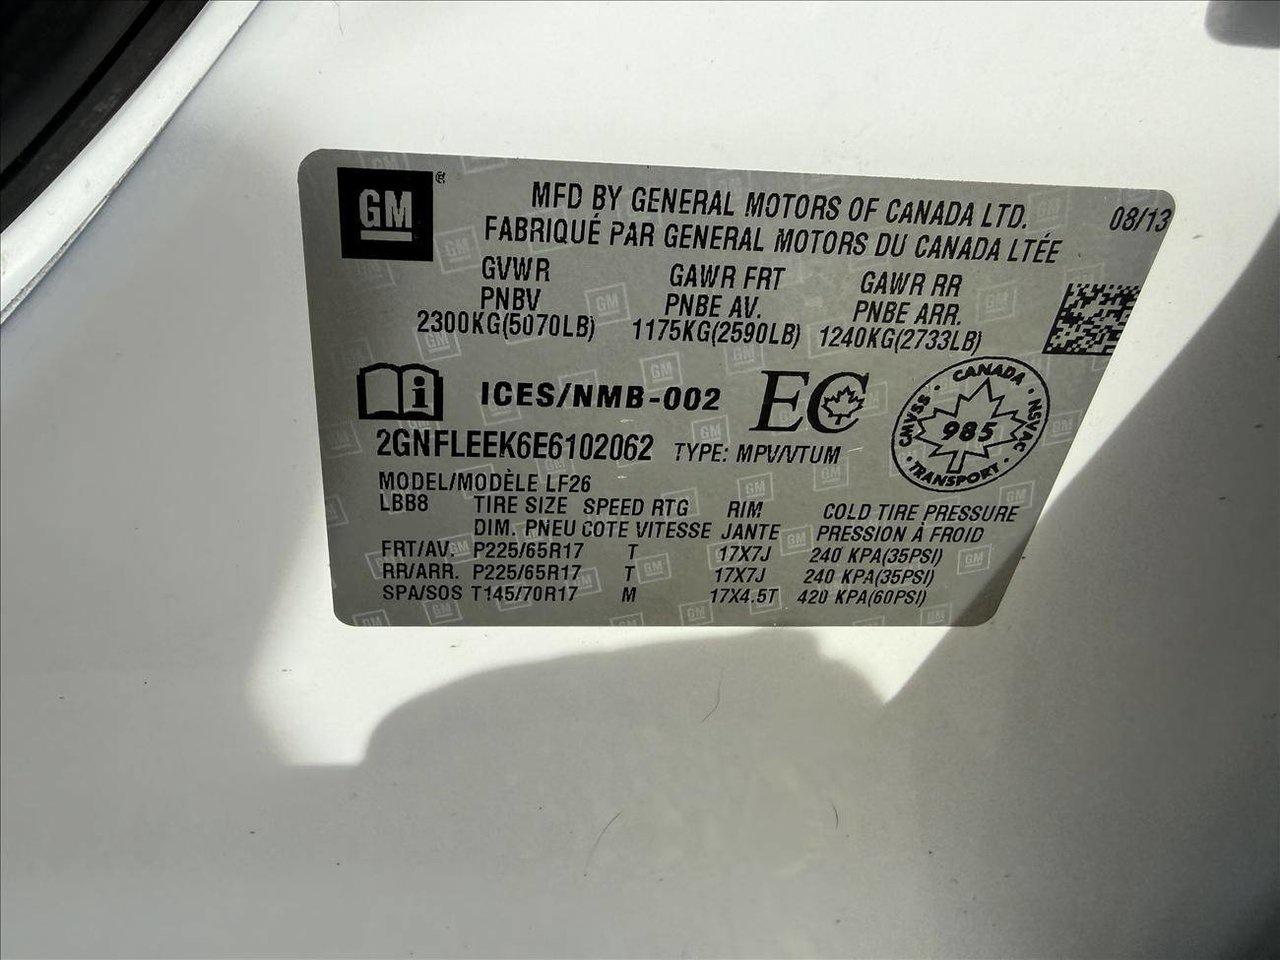 GM®
MFD BY GENERAL MOTORS OF CANADA LTD. 08/13
FABRIQUÉ PAR GENERAL MOTORS DU CANADA LTÉE
GVWR GAWR FRT GAWR RR
PNBV PNBE AV. PNBE ARR.
2300KG(5070LB) 1175KG(2590LB) 1240KG(2733LB)
i ICES/NMB-002 EC
CANADA
CMVSS · NSVAC
985
TRANSPORT
2GNFLEEK6E6102062 TYPE: MPV/VTUM
MODEL/MODÈLE LF26
LBB8 TIRE SIZE SPEED RTG RIM COLD TIRE PRESSURE
DIM. PNEU COTE VITESSE JANTE PRESSION À FROID
FRT/AV. P225/65R17 T 17X7J 240 KPA(35PSI)
RR/ARR. P225/65R17 T 17X7J 240 KPA(35PSI)
SPA/SOS T145/70R17 M 17X4.5T 420 KPA(60PSI)